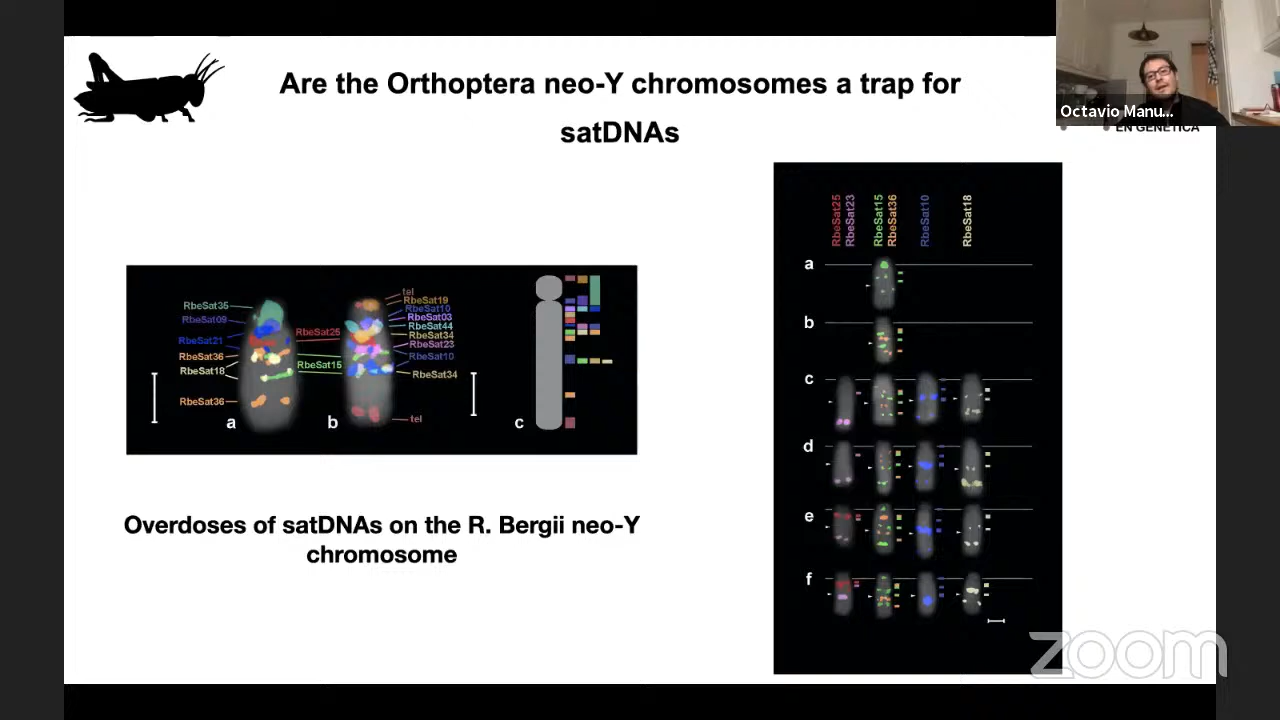 Are the Orthoptera neo-Y chromosomes a trap for
satDNAs
Octavio Manu...
EN GENÉTICA
RbeSat35
RbeSat09
RbeSat21
RbeSat36
RbeSat18
RbeSat36
a
RbeSat25
RbeSat15
b
tel
RbeSat19
RbeSat10
RbeSat03
RbeSat44
RbeSat34
RbeSat23
RbeSat10
RbeSat34
tel
c
Overdoses of satDNAs on the R. Bergii neo-Y
chromosome
RbeSat25
RbeSat23
RbeSat15
RbeSat36
RbeSat10
RbeSat18
a
b
c
d
e
f
zoom